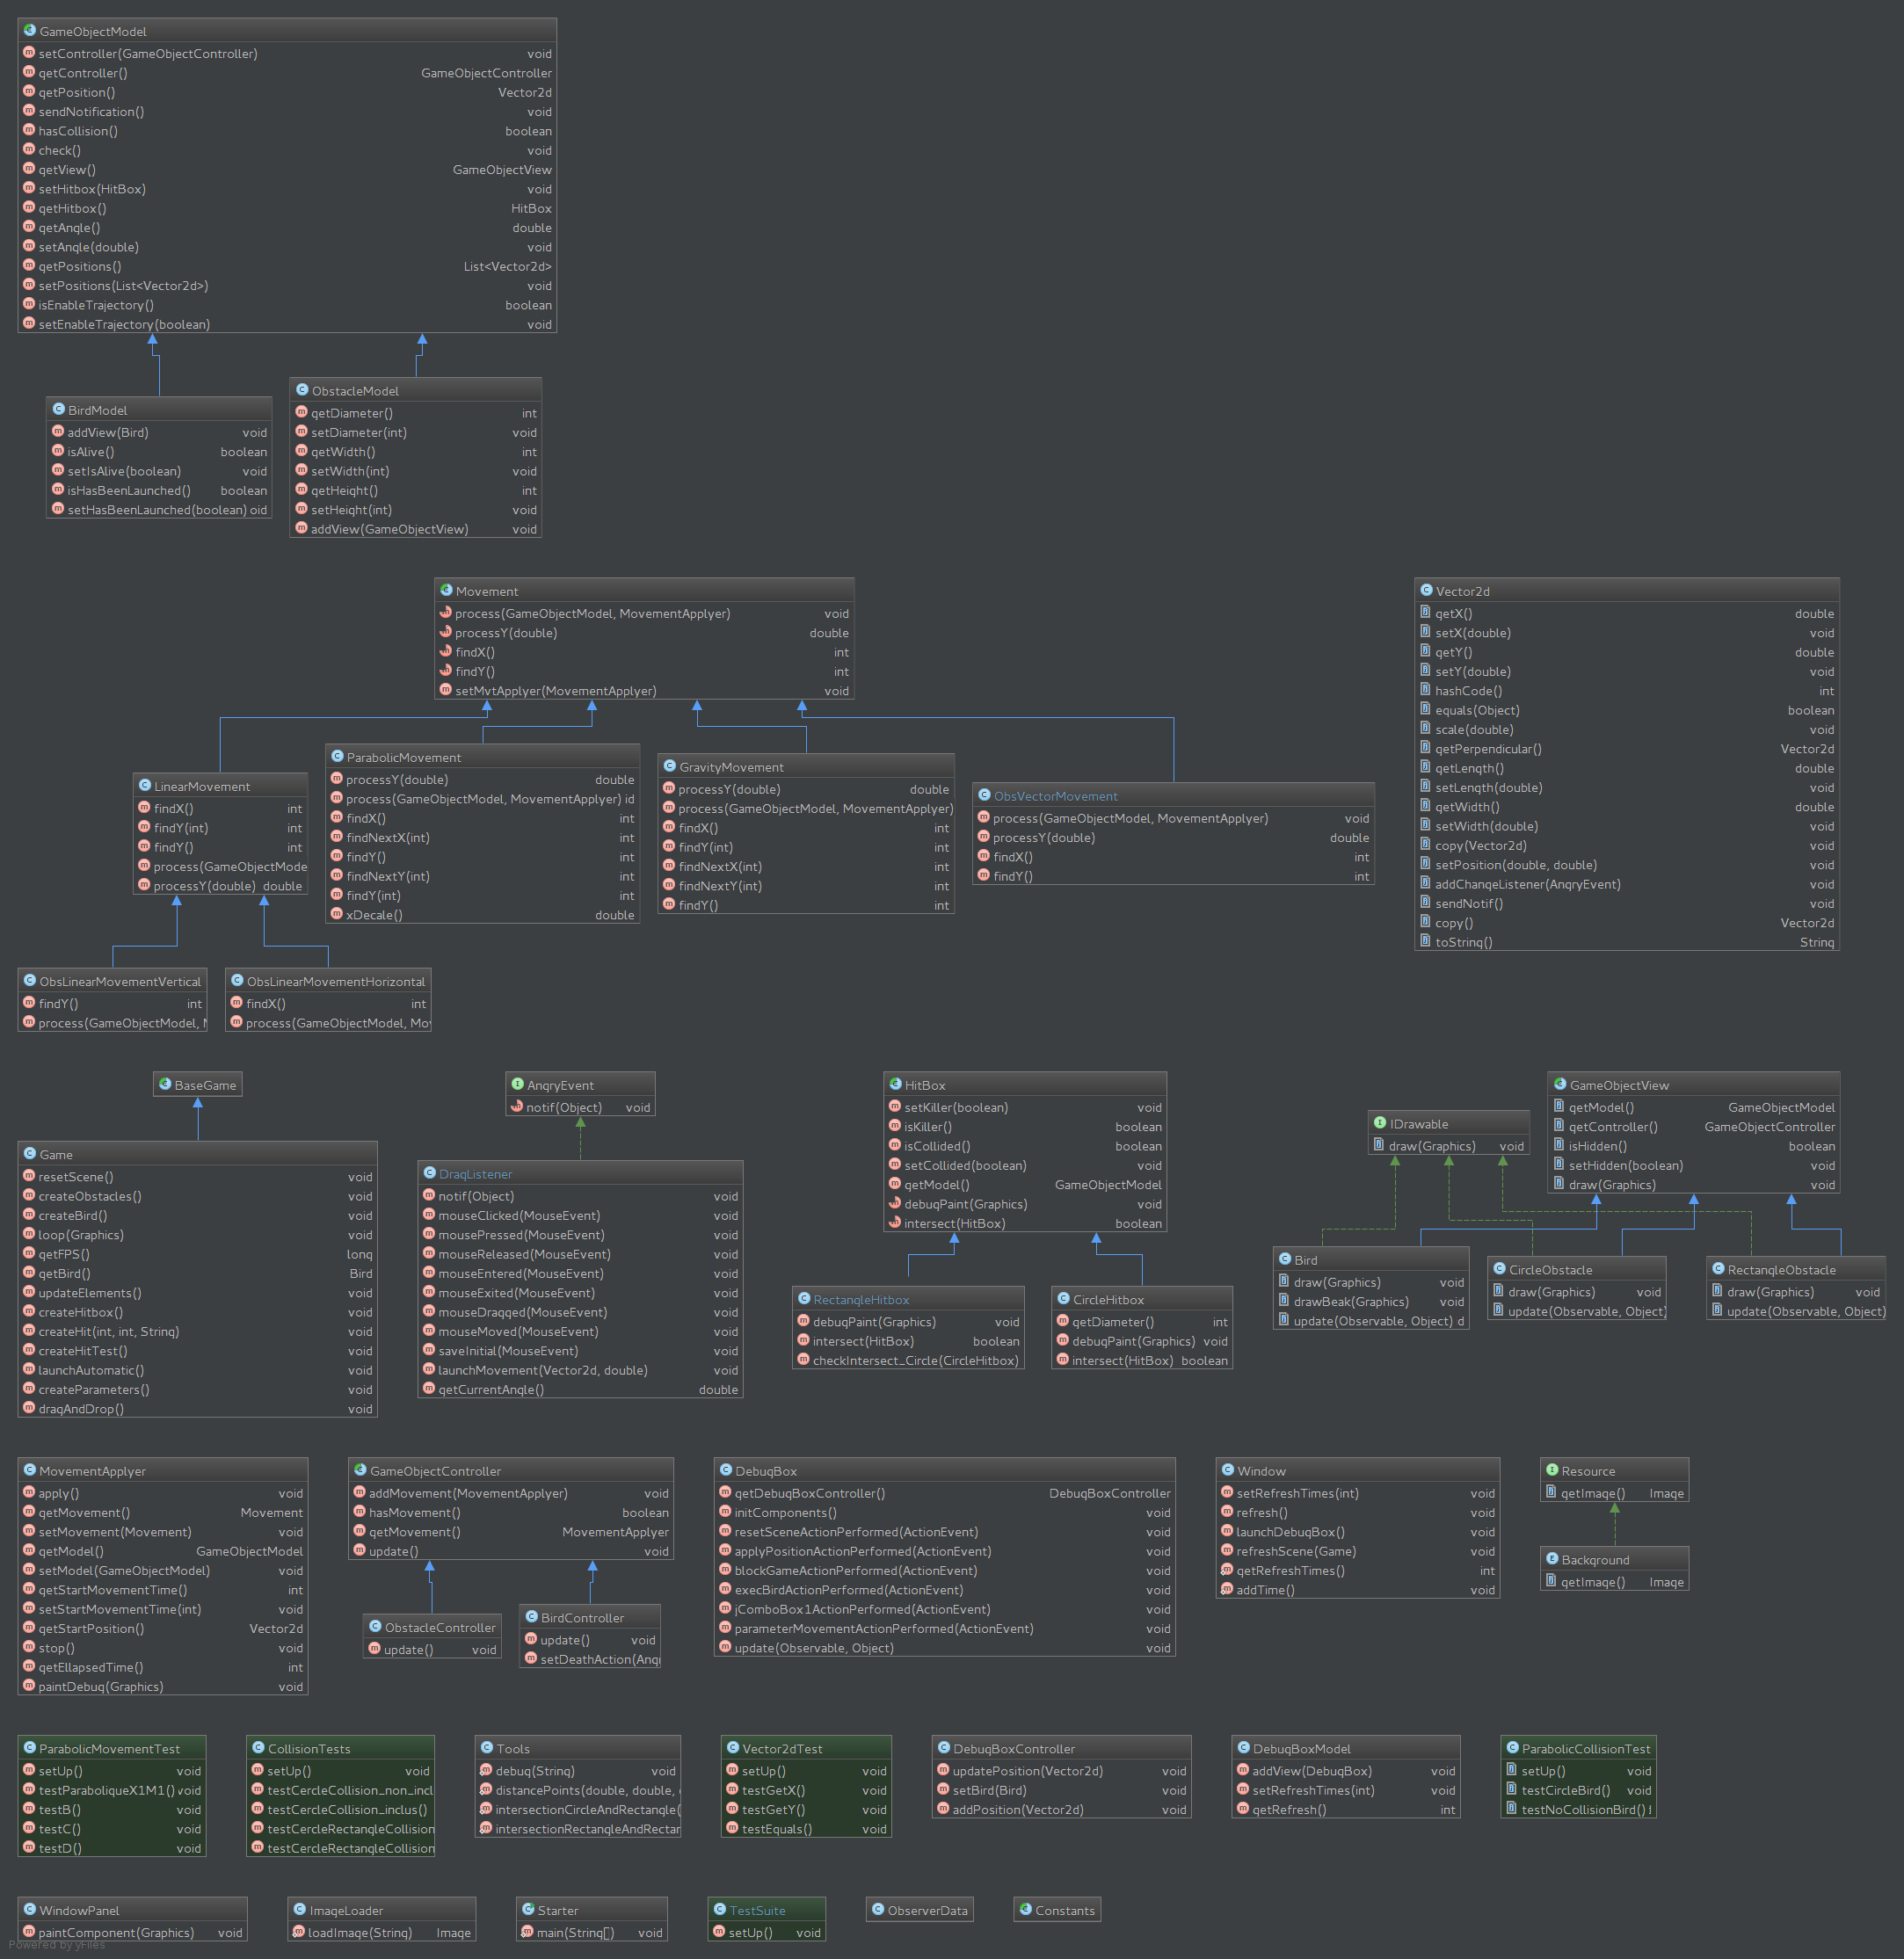 GameObjectModel
setController(GameObjectController) void
getController() GameObjectController
getPosition() Vector2d
sendNotification() void
hasCollision() boolean
check() void
getView() GameObjectView
setHitbox(HitBox) void
getHitbox() HitBox
getAngle() double
setAngle(double) void
getPositions() List<Vector2d>
setPositions(List<Vector2d>) void
isEnableTrajectory() boolean
setEnableTrajectory(boolean) void
BirdModel
addView(Bird) void
isAlive() boolean
setIsAlive(boolean) void
isHasBeenLaunched() boolean
setHasBeenLaunched(boolean) oid
ObstacleModel
getDiameter() int
setDiameter(int) void
getWidth() int
setWidth(int) void
getHeight() int
setHeight(int) void
addView(GameObjectView) void
Movement
process(GameObjectModel, MovementApplyer) void
processY(double) double
findX() int
findY() int
setMvtApplyer(MovementApplyer) void
Vector2d
getX() double
setX(double) void
getY() double
setY(double) void
hashCode() int
equals(Object) boolean
scale(double) void
getPerpendicular() Vector2d
getLength() double
setLength(double) void
getWidth() double
setWidth(double) void
copy(Vector2d) void
setPosition(double, double) void
addChangeListener(AngryEvent) void
sendNotif() void
copy() Vector2d
toString() String
LinearMovement
findX() int
findY(int) int
findY() int
process(GameObjectMode
processY(double) double
ParabolicMovement
processY(double) double
process(GameObjectModel, MovementApplyer) id
findX() int
findNextX(int) int
findY() int
findNextY(int) int
findY(int) int
xDecale() double
GravityMovement
processY(double) double
process(GameObjectModel, MovementApplyer)
findX() int
findY(int) int
findNextX(int) int
findNextY(int) int
findY() int
ObsVectorMovement
process(GameObjectModel, MovementApplyer) void
processY(double) double
findX() int
findY() int
ObsLinearMovementVertical
findY() int
process(GameObjectModel, M
ObsLinearMovementHorizontal
findX() int
process(GameObjectModel, Mov
BaseGame
Game
resetScene() void
createObstacles() void
createBird() void
loop(Graphics) void
getFPS() long
getBird() Bird
updateElements() void
createHitbox() void
createHit(int, int, String) void
createHitTest() void
launchAutomatic() void
createParameters() void
dragAndDrop() void
AngryEvent
notif(Object) void
DragListener
notif(Object) void
mouseClicked(MouseEvent) void
mousePressed(MouseEvent) void
mouseReleased(MouseEvent) void
mouseEntered(MouseEvent) void
mouseExited(MouseEvent) void
mouseDragged(MouseEvent) void
mouseMoved(MouseEvent) void
saveInitial(MouseEvent) void
launchMovement(Vector2d, double) void
getCurrentAngle() double
HitBox
setKiller(boolean) void
isKiller() boolean
isCollided() boolean
setCollided(boolean) void
getModel() GameObjectModel
debugPaint(Graphics) void
intersect(HitBox) boolean
RectangleHitbox
debugPaint(Graphics) void
intersect(HitBox) boolean
checkIntersect_Circle(CircleHitbox)
CircleHitbox
getDiameter() int
debugPaint(Graphics) void
intersect(HitBox) boolean
IDrawable
draw(Graphics) void
GameObjectView
getModel() GameObjectModel
getController() GameObjectController
isHidden() boolean
setHidden(boolean) void
draw(Graphics) void
Bird
draw(Graphics) void
drawBeak(Graphics) void
update(Observable, Object) d
CircleObstacle
draw(Graphics) void
update(Observable, Object)
RectangleObstacle
draw(Graphics) void
update(Observable, Object)
MovementApplyer
apply() void
getMovement() Movement
setMovement(Movement) void
getModel() GameObjectModel
setModel(GameObjectModel) void
getStartMovementTime() int
setStartMovementTime(int) void
getStartPosition() Vector2d
stop() void
getEllapsedTime() int
paintDebug(Graphics) void
GameObjectController
addMovement(MovementApplyer) void
hasMovement() boolean
getMovement() MovementApplyer
update() void
ObstacleController
update() void
BirdController
update() void
setDeathAction(Ang
DebugBox
getDebugBoxController() DebugBoxController
initComponents() void
resetSceneActionPerformed(ActionEvent) void
applyPositionActionPerformed(ActionEvent) void
blockGameActionPerformed(ActionEvent) void
execBirdActionPerformed(ActionEvent) void
jComboBox1ActionPerformed(ActionEvent) void
parameterMovementActionPerformed(ActionEvent) void
update(Observable, Object) void
Window
setRefreshTimes(int) void
refresh() void
launchDebugBox() void
refreshScene(Game) void
getRefreshTimes() int
addTime() void
Resource
getImage() Image
Background
getImage() Image
ParabolicMovementTest
setUp() void
testParaboliqueX1M1() void
testB() void
testC() void
testD() void
CollisionTests
setUp() void
testCercleCollision_non_incl
testCercleCollision_inclus()
testCercleRectangleCollision
testCercleRectangleCollision
Tools
debug(String) void
distancePoints(double, double,
intersectionCircleAndRectangle(
intersectionRectangleAndRectan
Vector2dTest
setUp() void
testGetX() void
testGetY() void
testEquals() void
DebugBoxController
updatePosition(Vector2d) void
setBird(Bird) void
addPosition(Vector2d) void
DebugBoxModel
addView(DebugBox) void
setRefreshTimes(int) void
getRefresh() int
ParabolicCollisionTest
setUp() void
testCircleBird() void
testNoCollisionBird()
WindowPanel
paintComponent(Graphics) void
ImageLoader
loadImage(String) Image
Starter
main(String[]) void
TestSuite
setUp() void
ObserverData
Constants
Powered by yFiles